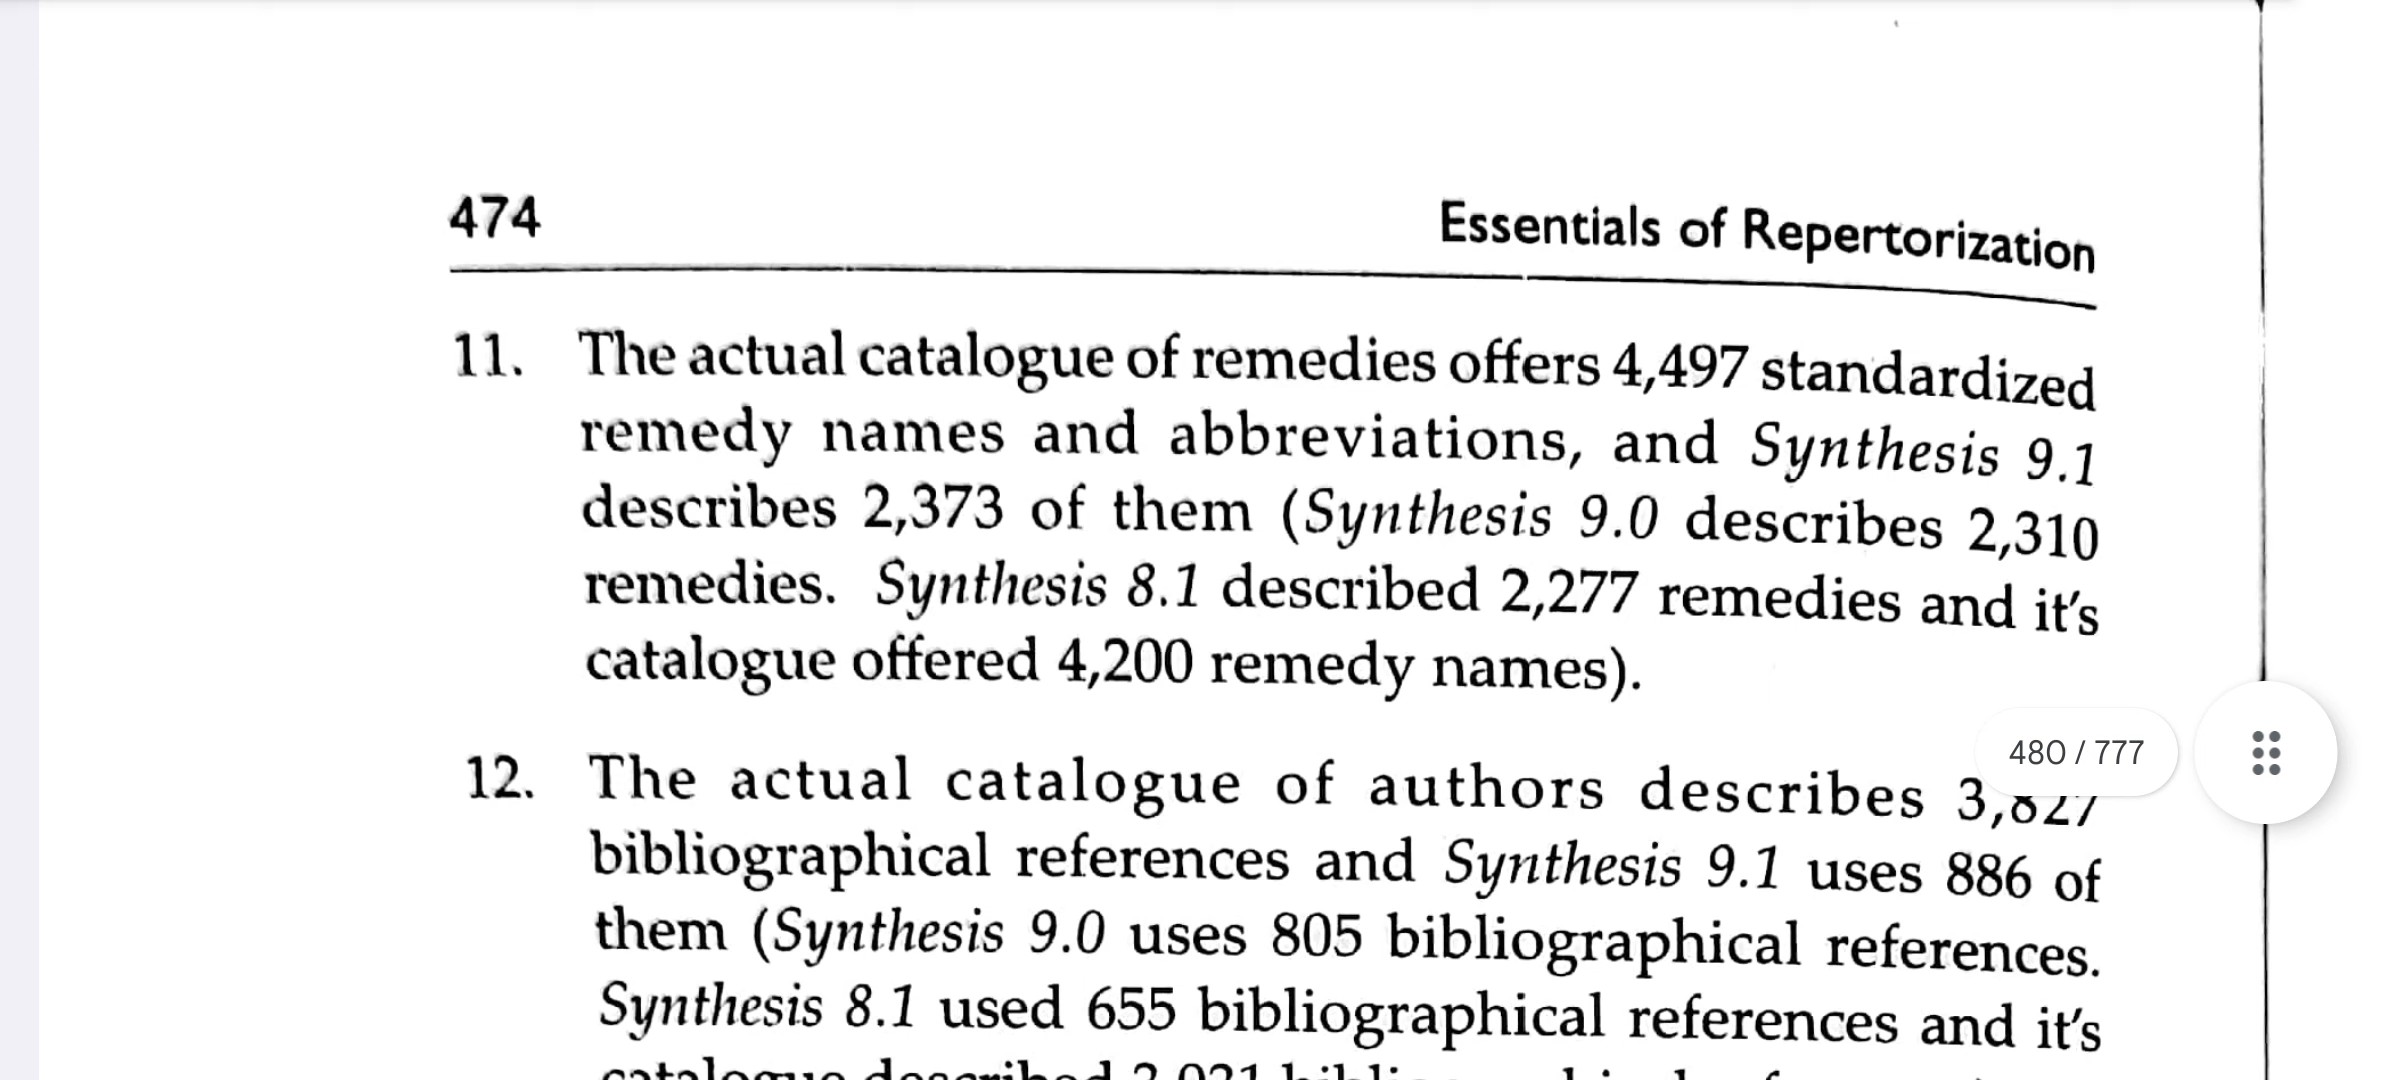 474
Essentials of Repertorization
11. The actual catalogue of remedies offers 4,497 standardized
remedy names and abbreviations, and Synthesis 9.1
describes 2,373 of them (Synthesis 9.0 describes 2,310
remedies. Synthesis 8.1 described 2,277 remedies and it's
catalogue offered 4,200 remedy names).
480 / 777
12. The actual catalogue of authors describes 3,827
bibliographical references and Synthesis 9.1 uses 886 of
them (Synthesis 9.0 uses 805 bibliographical references.
Synthesis 8.1 used 655 bibliographical references and it's
catalogue described